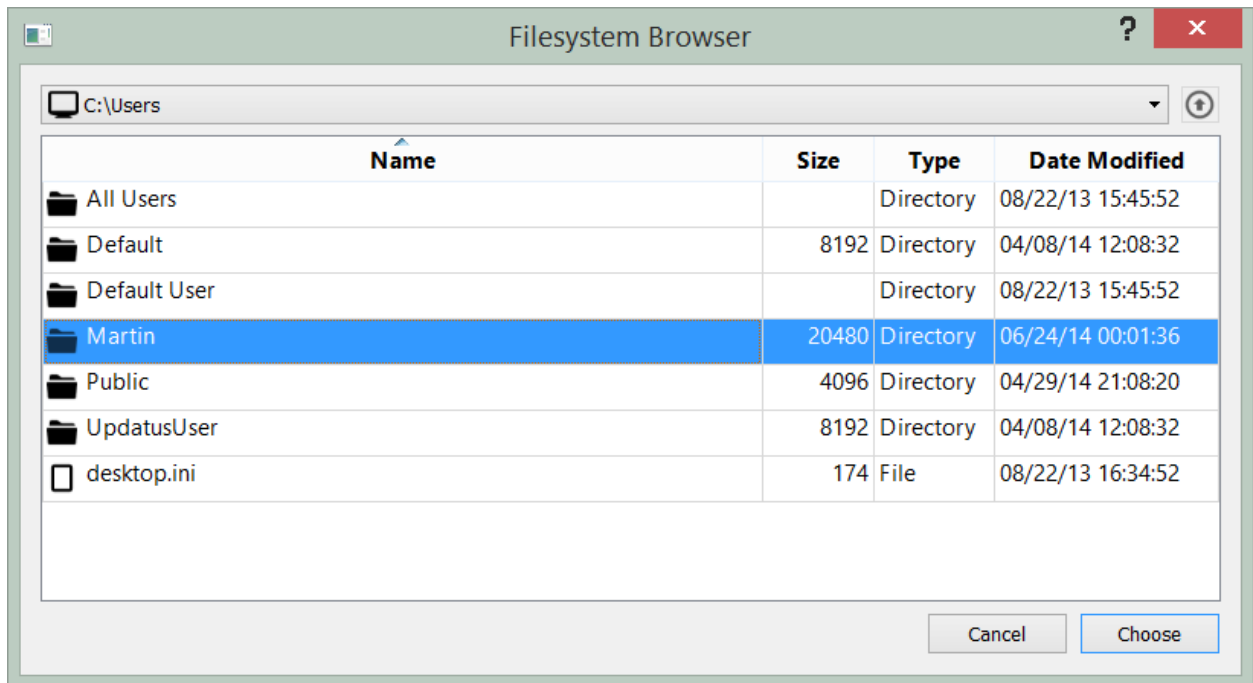 Filesystem Browser ?
C:\Users
Name Size Type Date Modified
All Users Directory 08/22/13 15:45:52
Default 8192 Directory 04/08/14 12:08:32
Default User Directory 08/22/13 15:45:52
Martin 20480 Directory 06/24/14 00:01:36
Public 4096 Directory 04/29/14 21:08:20
UpdatusUser 8192 Directory 04/08/14 12:08:32
desktop.ini 174 File 08/22/13 16:34:52
Cancel Choose